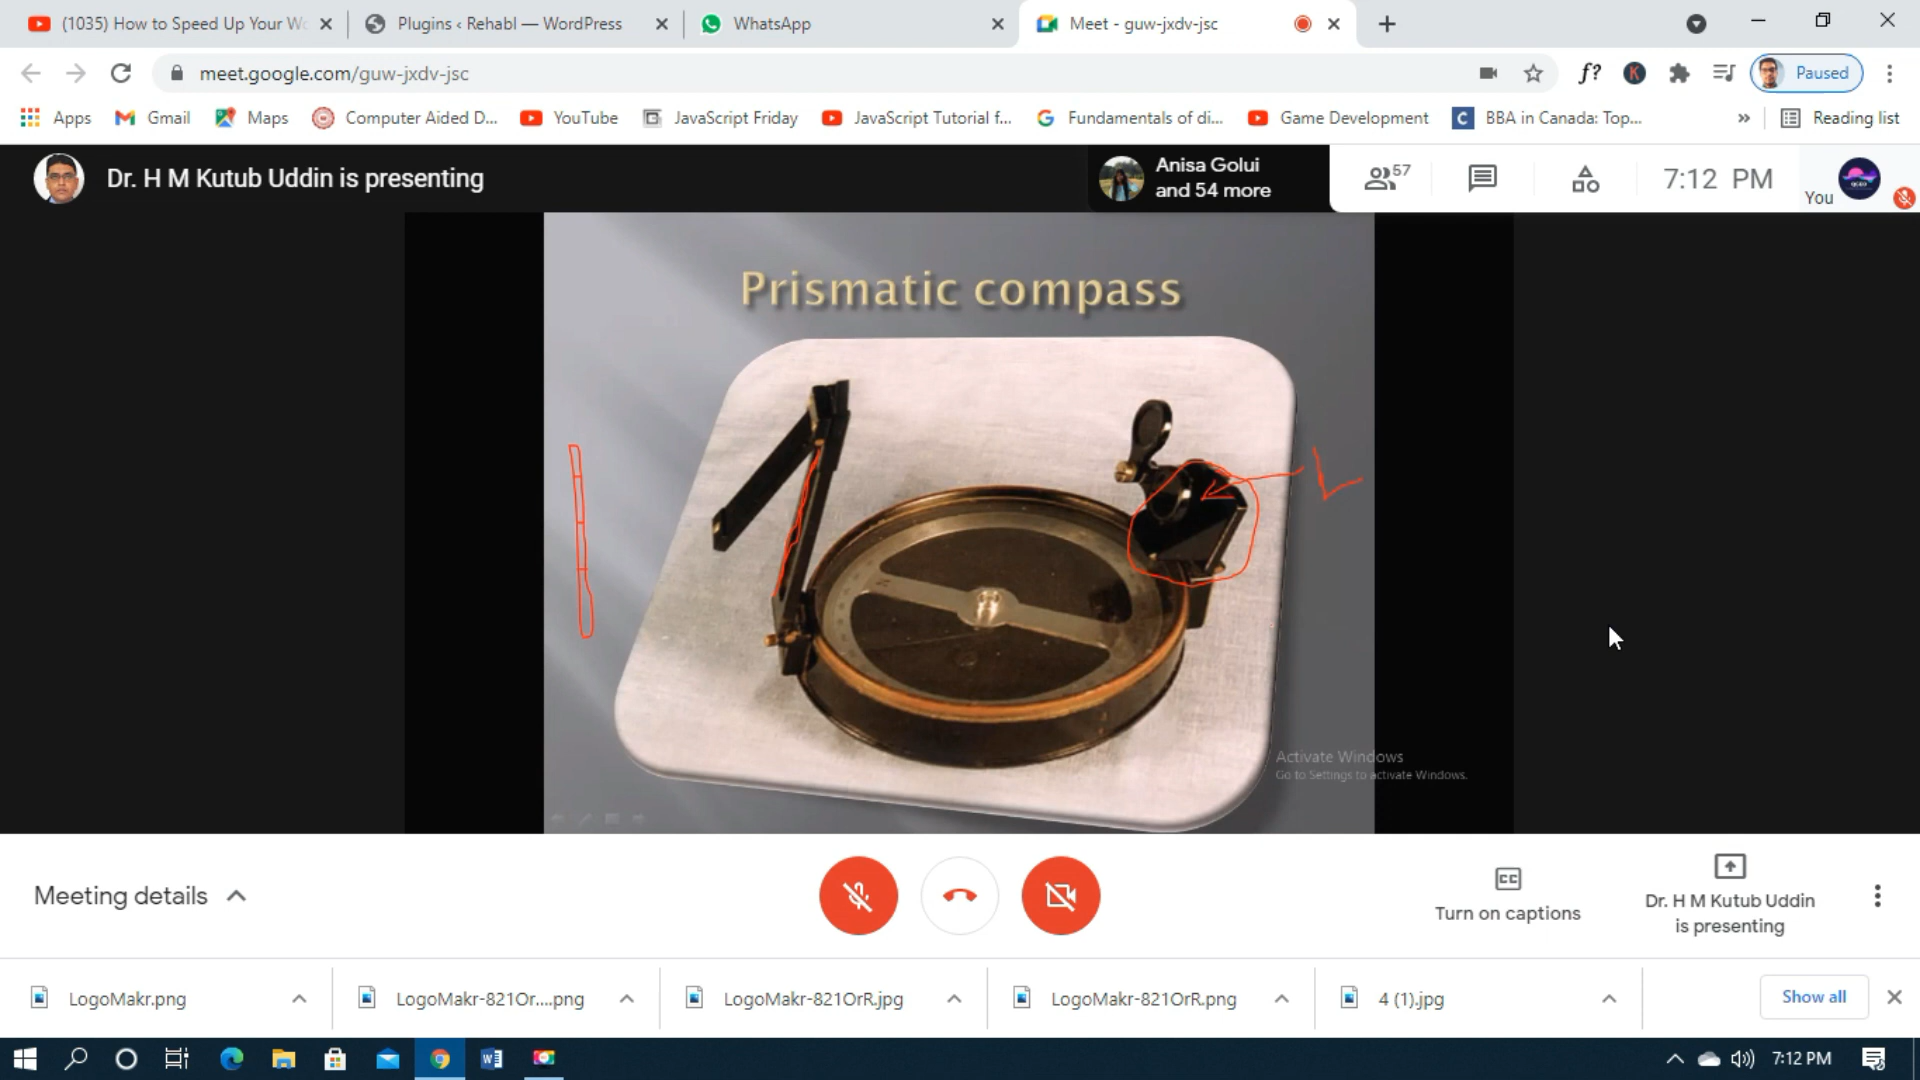 (1035) How to Speed Up Your Wo
Plugins ‹ Rehabl — WordPress
WhatsApp
Meet - guw-jxdv-jsc
meet.google.com/guw-jxdv-jsc
f?
K
Paused
Apps
Gmail
Maps
Computer Aided D...
YouTube
JavaScript Friday
JavaScript Tutorial f...
Fundamentals of di...
Game Development
C
BBA in Canada: Top...
»
Reading list
Dr. H M Kutub Uddin is presenting
Anisa Golui
and 54 more
57
7:12 PM
You
Prismatic compass
L
N
Activate Windows
Go to Settings to activate Windows.
Meeting details
CC
Turn on captions
Dr. H M Kutub Uddin
is presenting
LogoMakr.png
LogoMakr-821Or....png
LogoMakr-821OrR.jpg
LogoMakr-821OrR.png
4 (1).jpg
Show all
7:12 PM